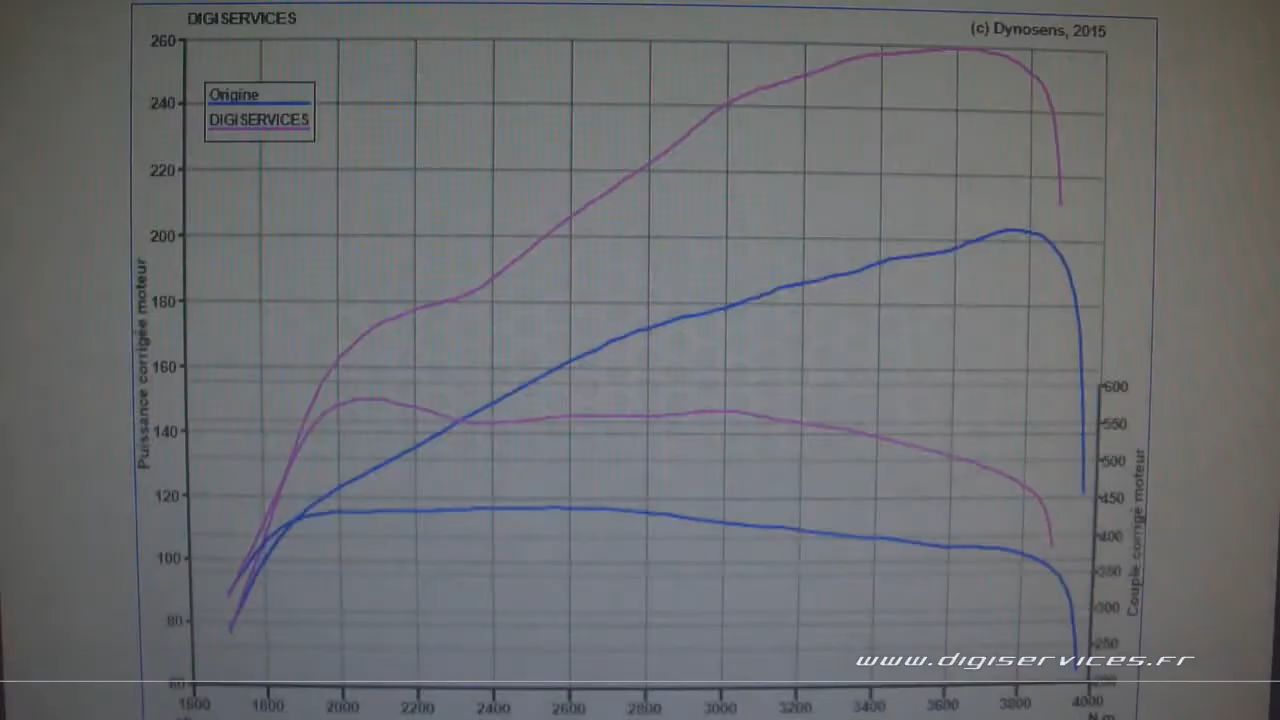 DIGISERVICES
(c) Dynosens, 2015
260
240
220
200
180
160
140
120
100
80
60
Origine
DIGISERVICES
Puissance corrigée moteur
600
550
500
450
400
350
300
250
Couple corrigé moteur
www.digiservices.fr
1600 1800 2000 2200 2400 2600 2800 3000 3200 3400 3600 3800 4000
N.m